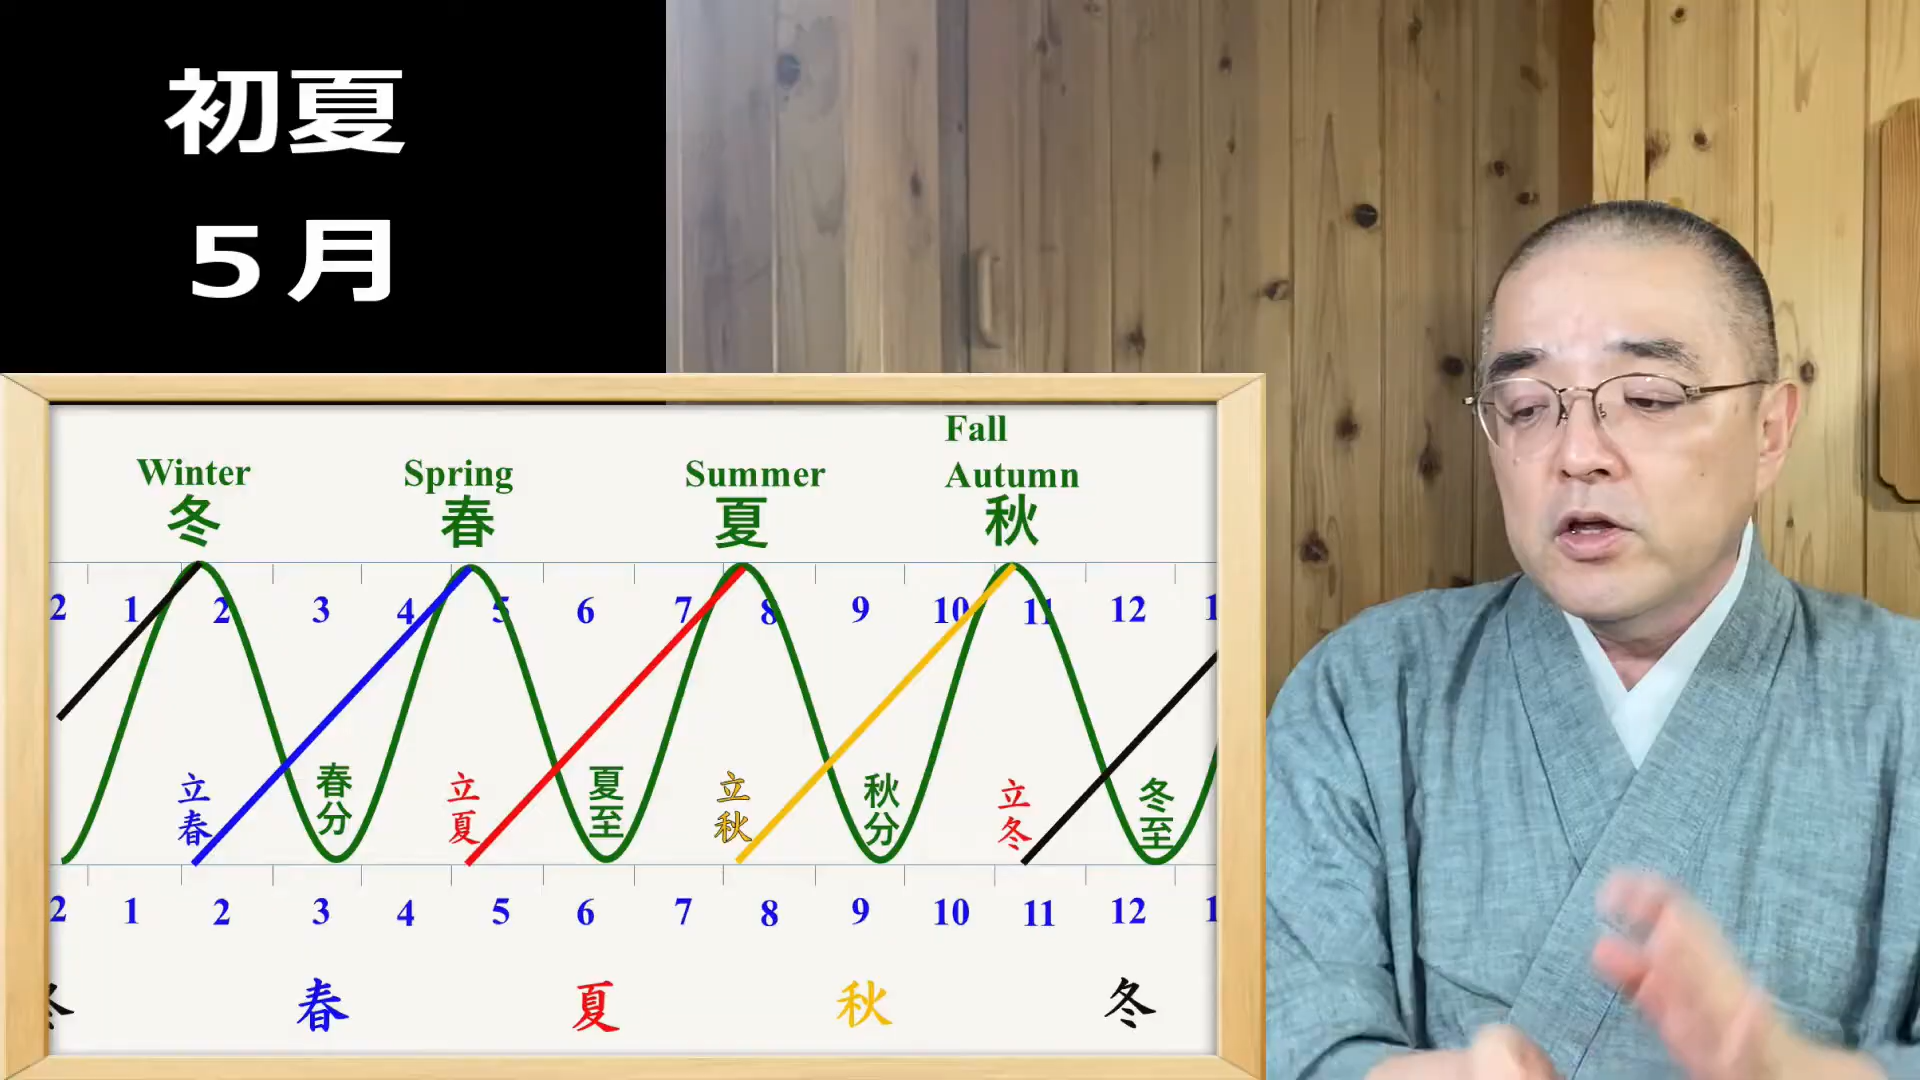 初夏
５月
Fall
Winter Spring Summer Autumn
冬 春 夏 秋
2 1 2 3 4 5 6 7 8 9 10 11 12 1
立春 春分 立夏 夏至 立秋 秋分 立冬 冬至
2 1 2 3 4 5 6 7 8 9 10 11 12 1
冬 春 夏 秋 冬